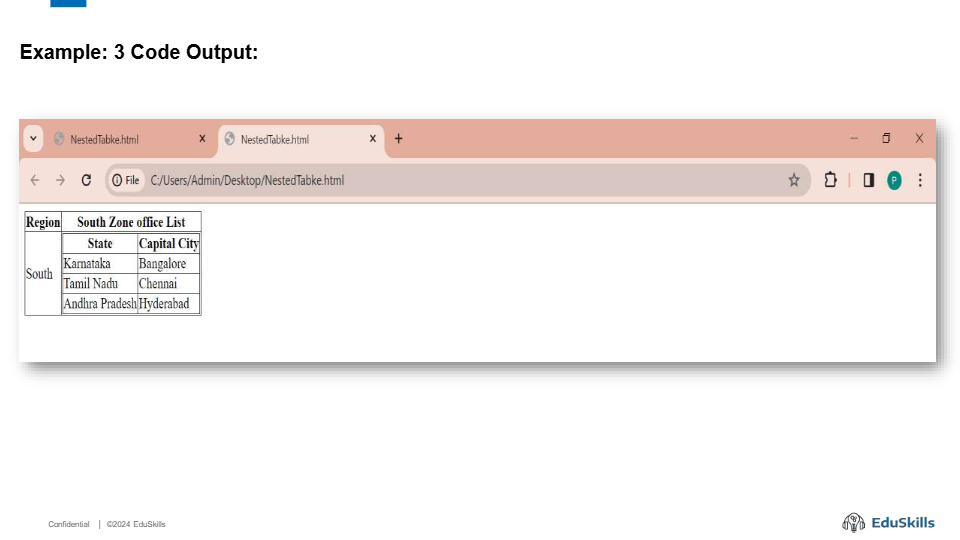 Example: 3 Code Output:
NestedTabke.html x NestedTabke.html x +
File C:/Users/Admin/Desktop/NestedTabke.html P
Region South Zone office List
State Capital City
Karnataka Bangalore
South
Tamil Nadu Chennai
Andhra Pradesh Hyderabad
Confidential | ©2024 EduSkills
EduSkills